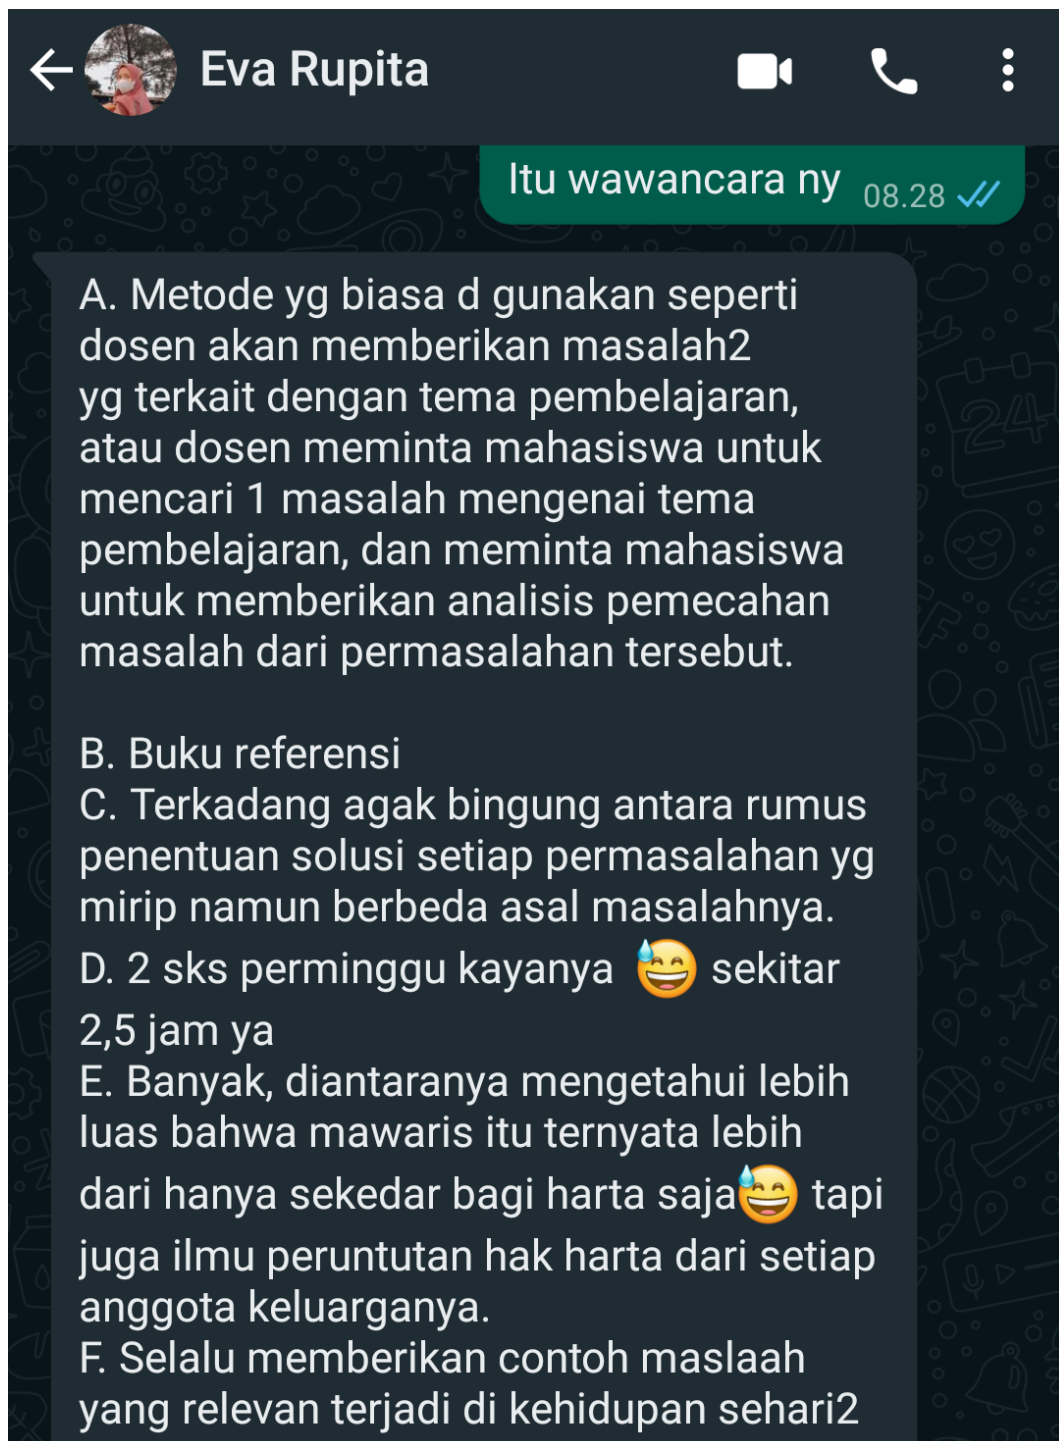 Eva Rupita
Itu wawancara ny 08.28
A. Metode yg biasa d gunakan seperti
dosen akan memberikan masalah2
yg terkait dengan tema pembelajaran,
atau dosen meminta mahasiswa untuk
mencari 1 masalah mengenai tema
pembelajaran, dan meminta mahasiswa
untuk memberikan analisis pemecahan
masalah dari permasalahan tersebut.
B. Buku referensi
C. Terkadang agak bingung antara rumus
penentuan solusi setiap permasalahan yg
mirip namun berbeda asal masalahnya.
D. 2 sks perminggu kayanya 😅 sekitar
2,5 jam ya
E. Banyak, diantaranya mengetahui lebih
luas bahwa mawaris itu ternyata lebih
dari hanya sekedar bagi harta saja😅 tapi
juga ilmu peruntutan hak harta dari setiap
anggota keluarganya.
F. Selalu memberikan contoh maslaah
yang relevan terjadi di kehidupan sehari2